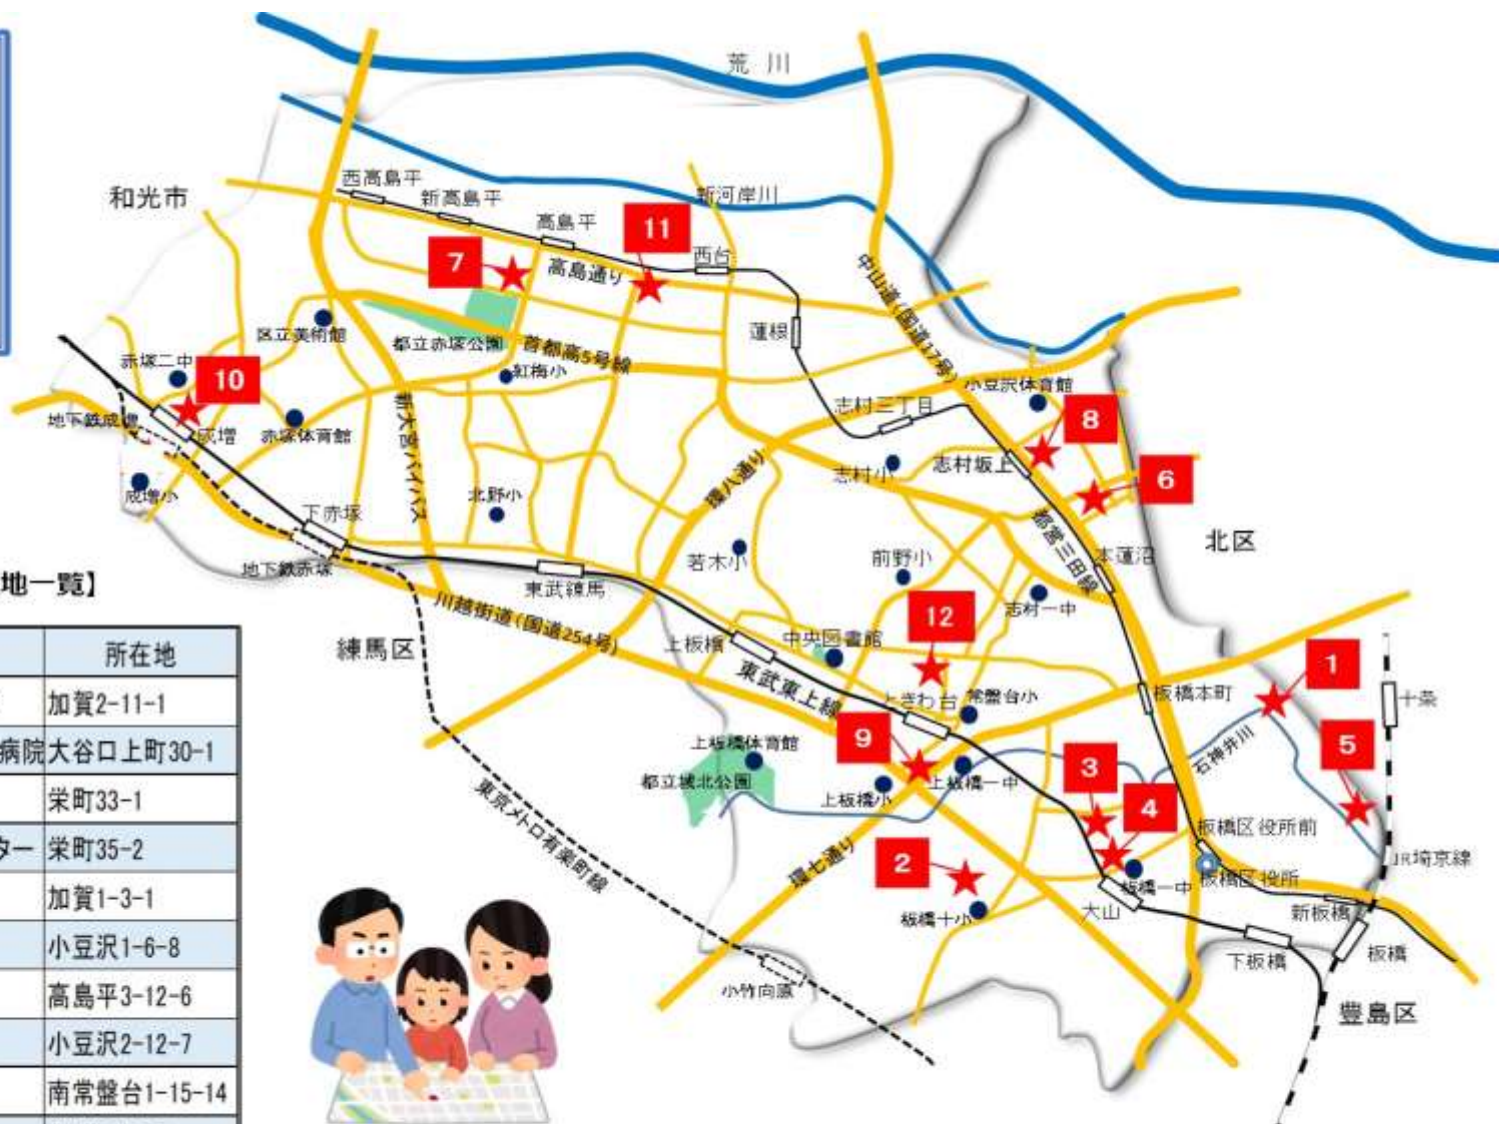 荒 川
和光市
西高島平
新高島平
高島平
新河岸川
11
7
高島通り
西台
中山道(国道17号)
区立美術館
都立赤塚公園
首都高5号線
蓮根
紅梅小
赤塚二中
10
地下鉄成増
成増
赤塚体育館
新大宮バイパス
小豆沢体育館
志村三丁目
8
志村小
志村坂上
6
成増小
北野小
環八通り
下赤塚
都営三田線
本蓮沼
北区
地下鉄赤塚
東武練馬
若木小
前野小
志村一中
地一覧】
川越街道(国道254号)
練馬区
上板橋
中央図書館
12
東武東上線
ときわ台
常盤台小
板橋本町
1
十条
石神井川
5
9
上板橋体育館
都立城北公園
上板橋小
上板橋一中
3
4
東京メトロ有楽町線
環七通り
2
板橋区役所前
JR埼京線
板橋一中
板橋区役所
板橋十小
大山
新板橋
下板橋
板橋
小竹向原
豊島区
所在地
加賀2-11-1
病院 大谷口上町30-1
栄町33-1
ター 栄町35-2
加賀1-3-1
小豆沢1-6-8
高島平3-12-6
小豆沢2-12-7
南常盤台1-15-14